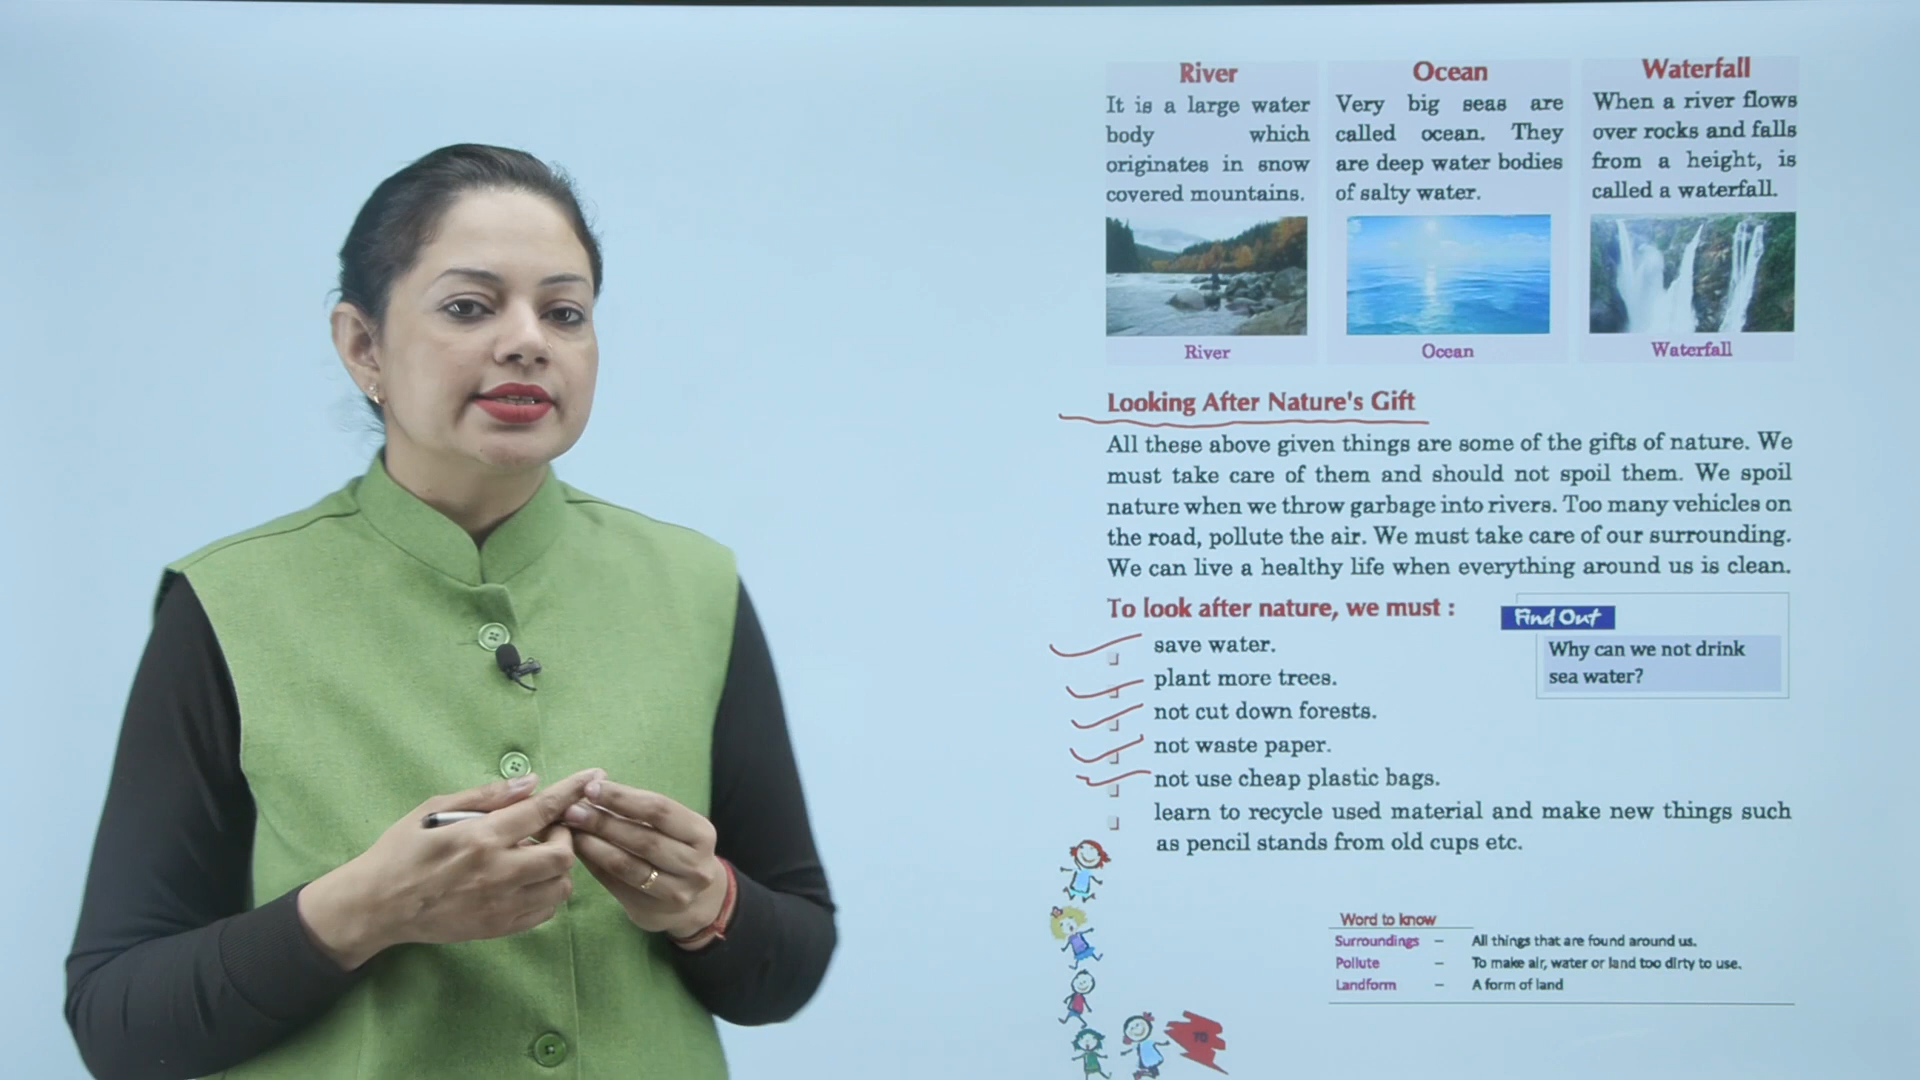 River
It is a large water
body which
originates in snow
covered mountains.
River
Ocean
Very big seas are
called ocean. They
are deep water bodies
of salty water.
Ocean
Waterfall
When a river flows
over rocks and falls
from a height, is
called a waterfall.
Waterfall
Looking After Nature's Gift
All these above given things are some of the gifts of nature. We
must take care of them and should not spoil them. We spoil
nature when we throw garbage into rivers. Too many vehicles on
the road, pollute the air. We must take care of our surrounding.
We can live a healthy life when everything around us is clean.
To look after nature, we must :
save water.
plant more trees.
not cut down forests.
not waste paper.
not use cheap plastic bags.
learn to recycle used material and make new things such
as pencil stands from old cups etc.
Find Out
Why can we not drink
sea water?
Word to know
Surroundings – All things that are found around us.
Pollute – To make air, water or land too dirty to use.
Landform – A form of land
70